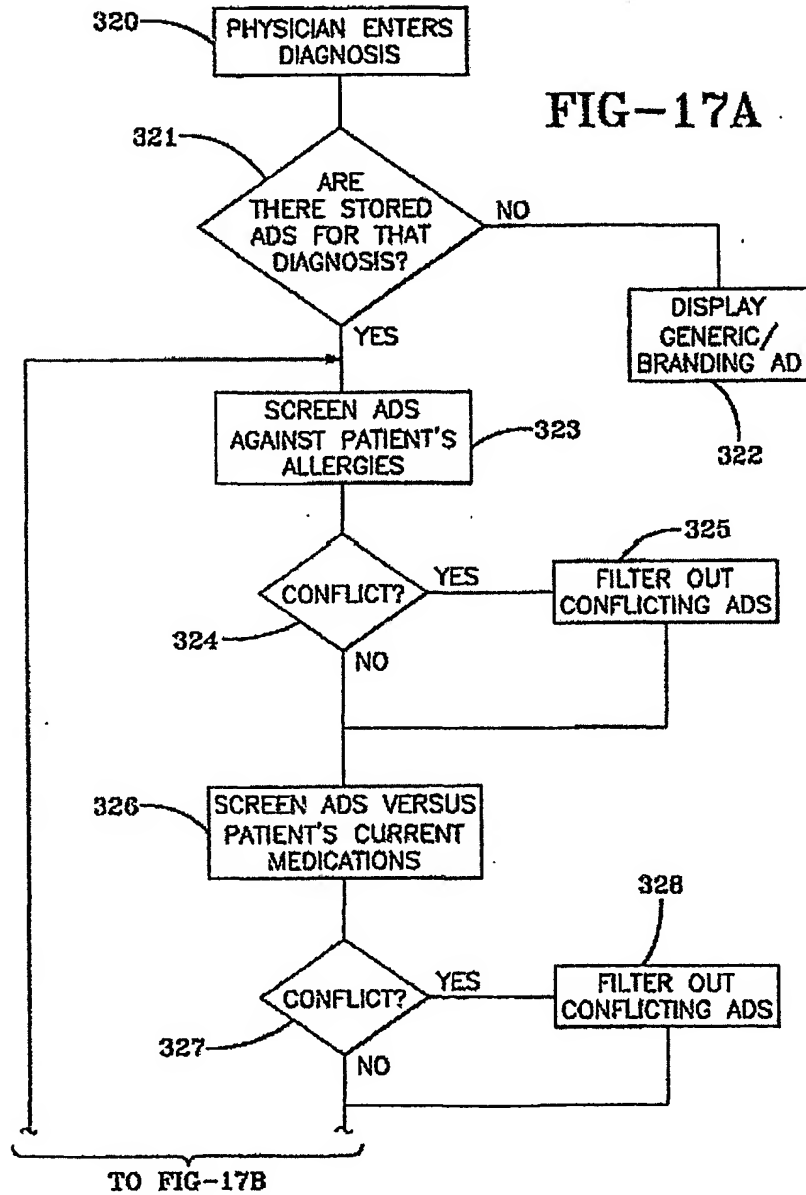 320
PHYSICIAN ENTERS
DIAGNOSIS
FIG-17A
321
ARE
THERE STORED
ADS FOR THAT
DIAGNOSIS?
NO
YES
DISPLAY
GENERIC/
BRANDING AD
322
SCREEN ADS
AGAINST PATIENT'S
ALLERGIES
323
324
CONFLICT?
YES
NO
325
FILTER OUT
CONFLICTING ADS
326
SCREEN ADS VERSUS
PATIENT'S CURRENT
MEDICATIONS
327
CONFLICT?
YES
NO
328
FILTER OUT
CONFLICTING ADS
TO FIG-17B